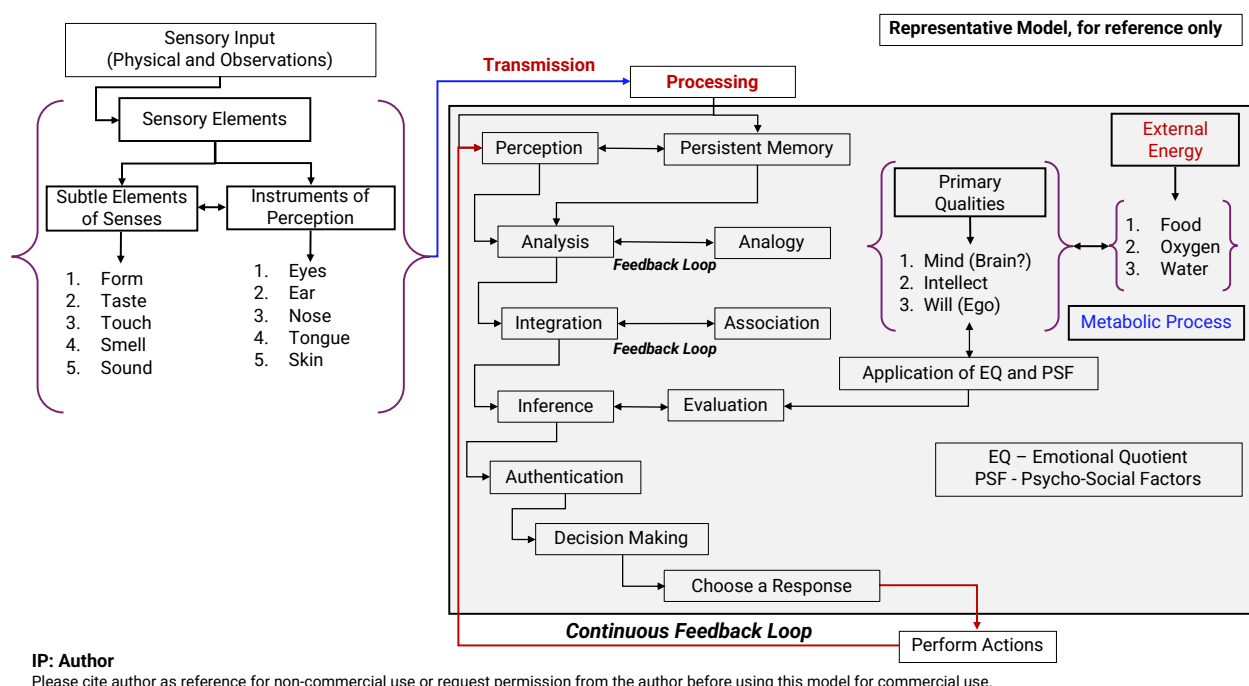 Representative Model, for reference only
Sensory Input
(Physical and Observations)
Sensory Elements
Subtle Elements
of Senses
Instruments of
Perception
1. Form
2. Taste
3. Touch
4. Smell
5. Sound
1. Eyes
2. Ear
3. Nose
4. Tongue
5. Skin
Transmission
Processing
Perception
Persistent Memory
Analysis
Analogy
Feedback Loop
Integration
Association
Feedback Loop
Inference
Evaluation
Authentication
Decision Making
Choose a Response
Primary
Qualities
1. Mind (Brain?)
2. Intellect
3. Will (Ego)
Application of EQ and PSF
External
Energy
1. Food
2. Oxygen
3. Water
Metabolic Process
EQ – Emotional Quotient
PSF - Psycho-Social Factors
Continuous Feedback Loop
Perform Actions
IP: Author
Please cite author as reference for non-commercial use or request permission from the author before using this model for commercial use.